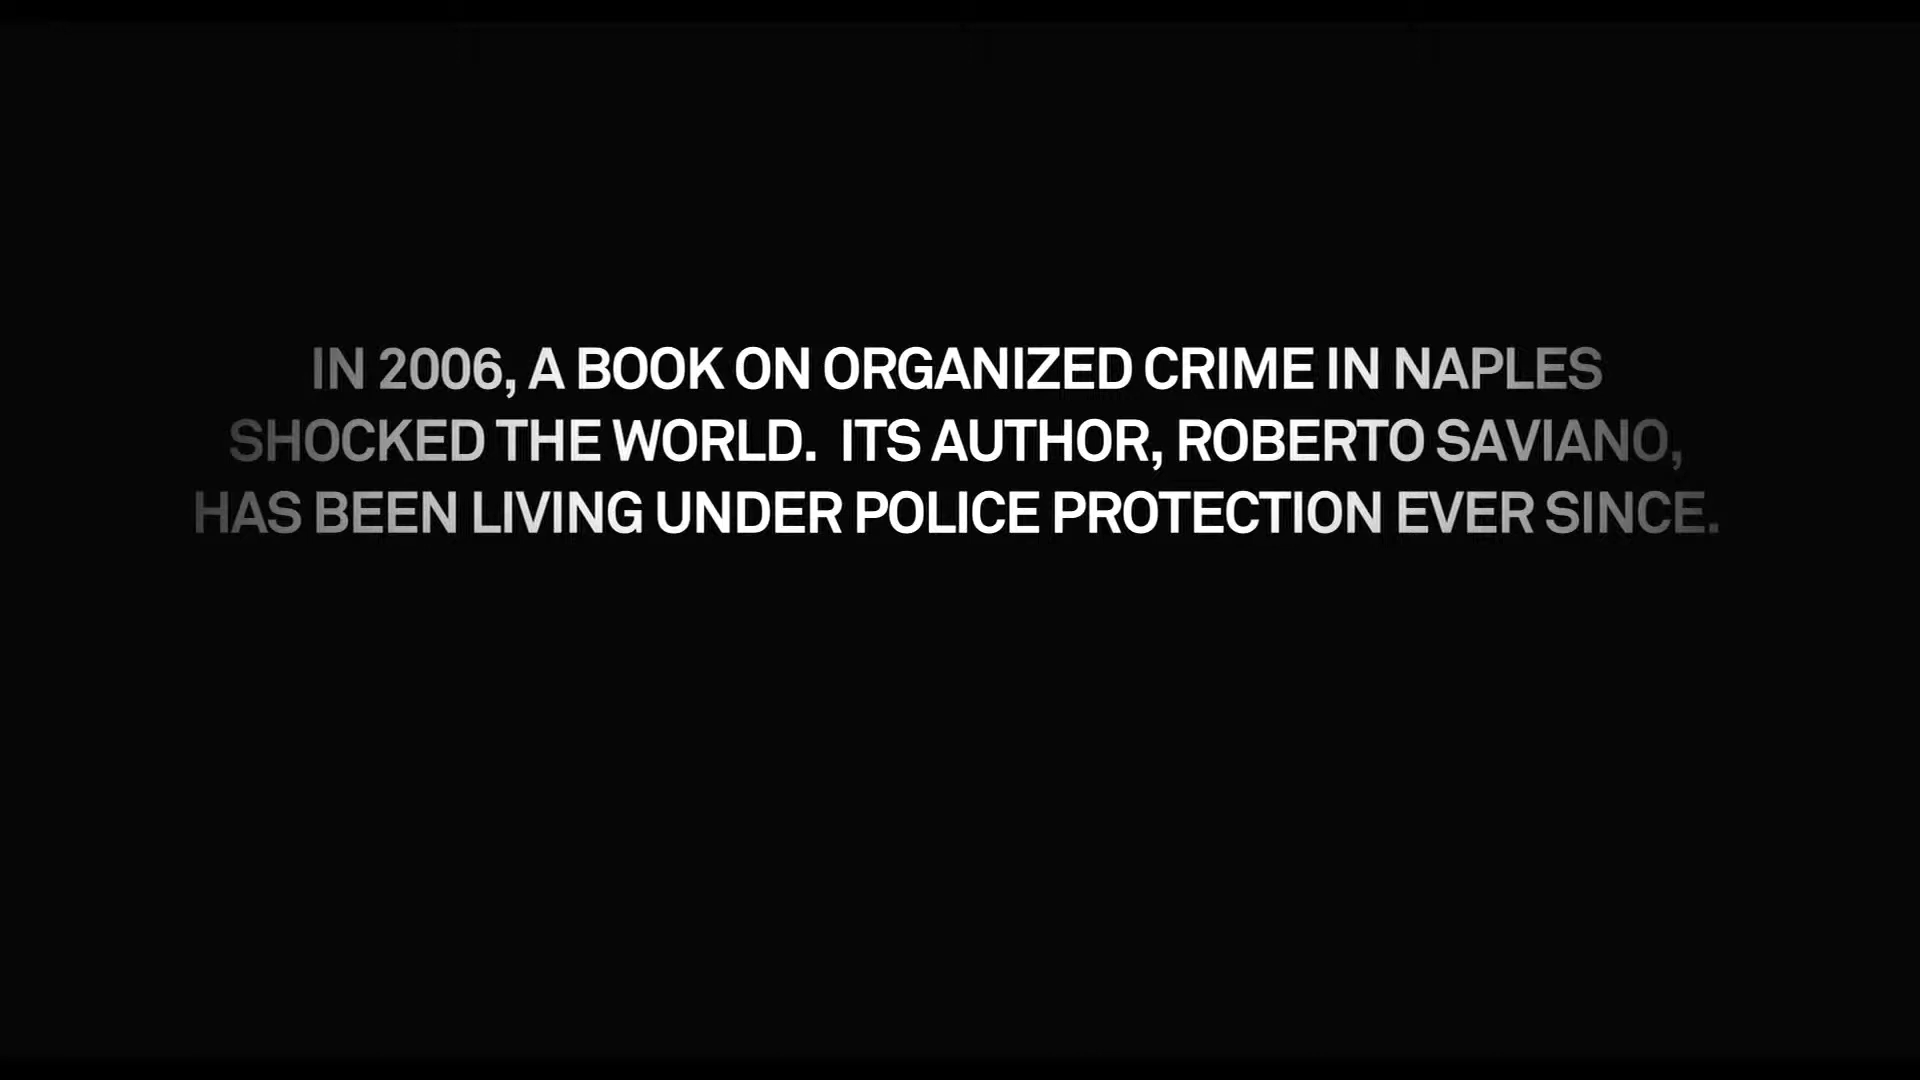 IN 2006, A BOOK ON ORGANIZED CRIME IN NAPLES
SHOCKED THE WORLD.  ITS AUTHOR, ROBERTO SAVIANO,
HAS BEEN LIVING UNDER POLICE PROTECTION EVER SINCE.